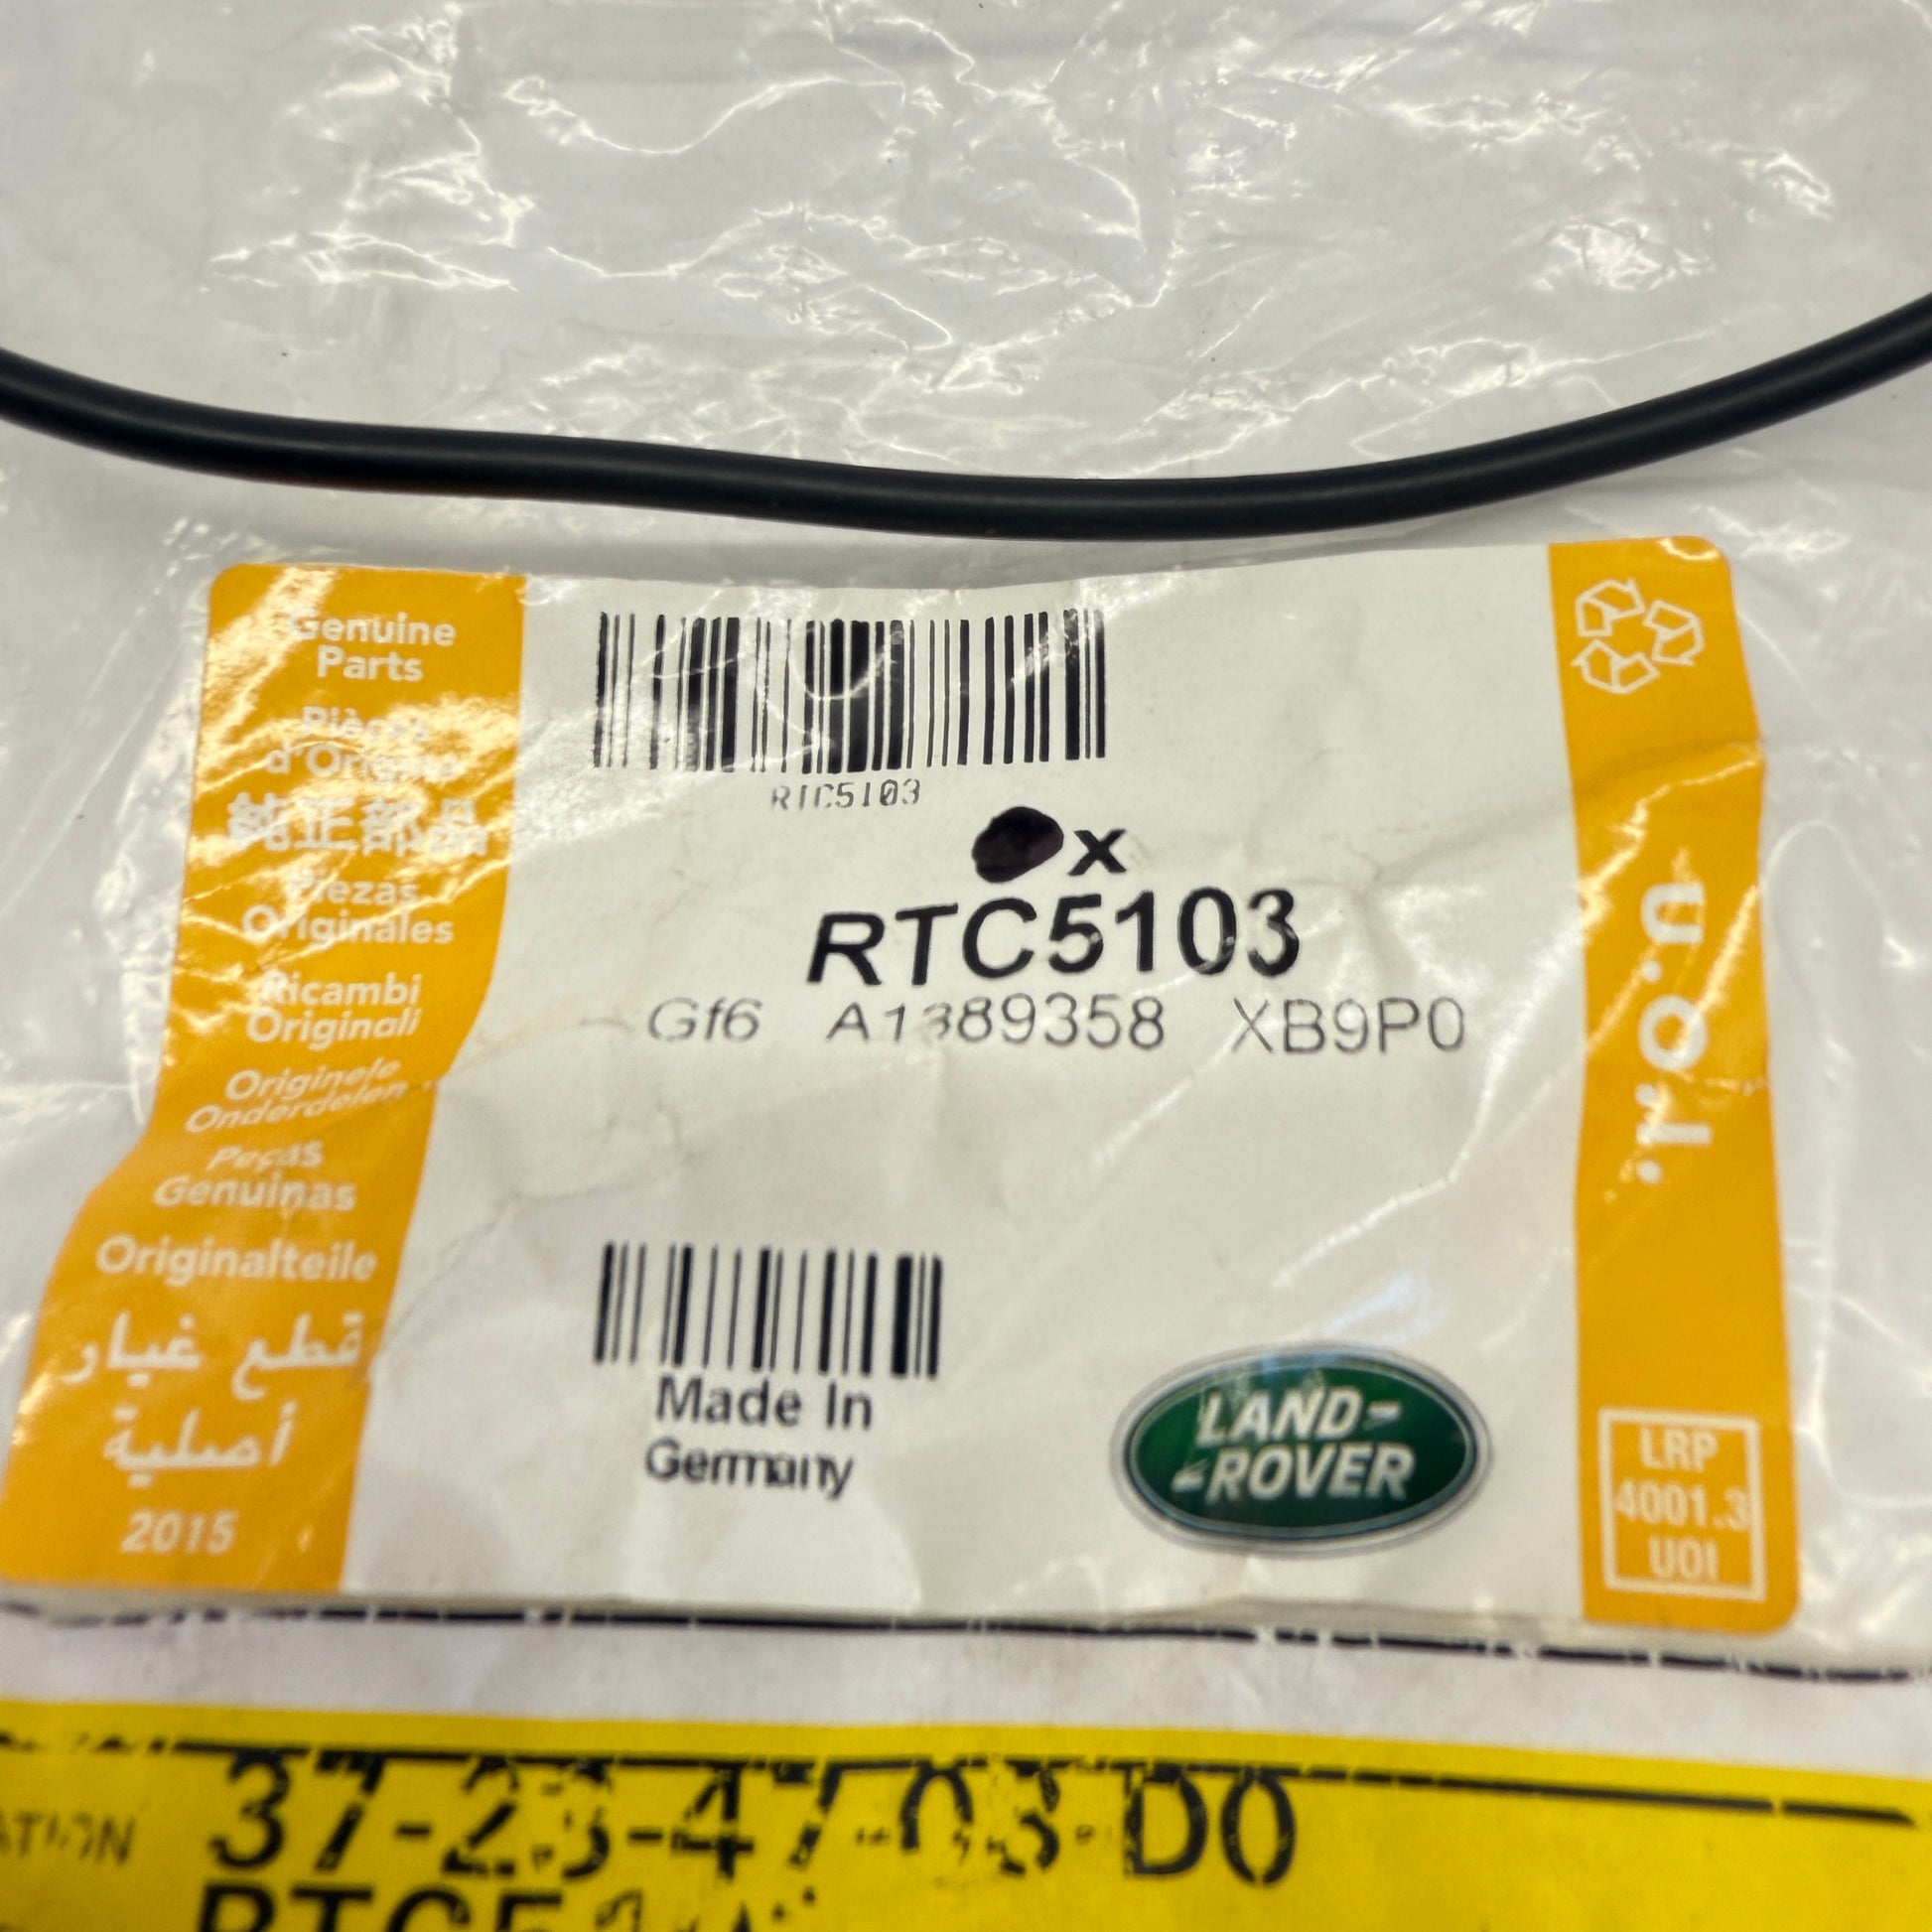 Genuine
Parts
Pièces
d'Origine
純正部品
Piezas
Originales
Ricambi
Originali
Originele
Onderdelen
Peças
Genuinas
Originalteile
قطع غيار
أصلية
2015
RTC5103
x
RTC5103
Gf6 A1389358 XB9P0
Made In
Germany
LAND-
-ROVER
r.o.n
LRP
4001.3
UOI
37-23-47-03-D0